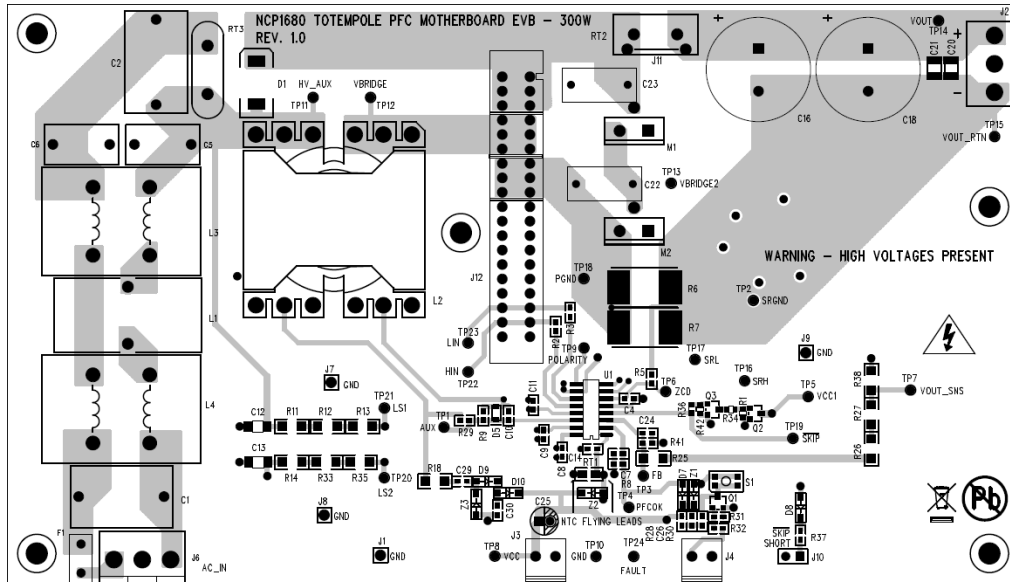 NCP1680 TOTEMPOLE PFC MOTHERBOARD EVB – 300W
REV. 1.0
RT3
C2
D1
HV_AUX
TP11
VBRIDGE
TP12
RT2
J11
C23
M1
C22
TP13
VBRIDGE2
M2
+
C16
+
C18
VOUT
TP14
C21
C20
J2
+
–
TP15
VOUT_RTN
C6
C5
L3
L1
L4
L2
J12
TP18
PGND
R6
R7
TP2
SRGND
WARNING – HIGH VOLTAGES PRESENT
TP23
LIN
HIN
TP22
R2
R3
TP9
POLARITY
U1
R5
TP6
ZCD
TP17
SRL
TP16
SRH
J9
GND
TP5
VCC1
R38
R27
R26
TP7
VOUT_SNS
J7
GND
TP21
LS1
C12
R11
R12
R13
C13
R14
R33
R35
TP20
LS2
TP1
AUX
R29
R9
D5
C10
C11
C9
C8
C14
RT1
C4
C24
R41
R25
R36
Q3
R42
R34
R1
Q2
TP19
SKIP
R18
C29
D9
D10
Z3
C30
C25
Z2
NTC FLYING LEADS
C7
R8
FB
TP3
TP4
PFCOK
D7
Z1
S1
Q1
R31
R32
R28
C26
R30
D8
SKIP
SHORT
R37
J10
J8
GND
J1
GND
C1
F1
J6
AC_IN
J3
TP8
VCC
GND
TP10
TP24
FAULT
J4
Pb